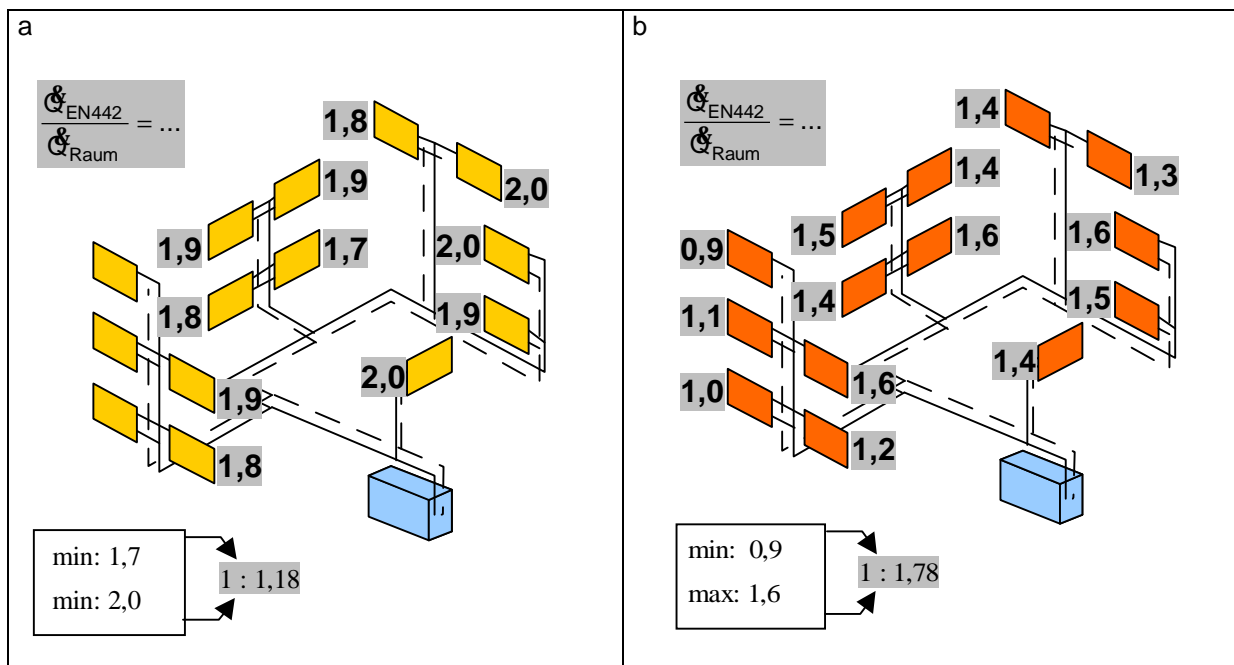 a
Q&EN442
Q&Raum
= ...
1,8
2,0
1,9
1,9
1,7
1,8
2,0
1,9
2,0
1,9
1,8
min: 1,7
min: 2,0
1 : 1,18
b
Q&EN442
Q&Raum
= ...
1,4
1,3
1,4
1,5
1,6
1,4
0,9
1,6
1,1
1,5
1,4
1,0
1,6
1,2
min: 0,9
max: 1,6
1 : 1,78